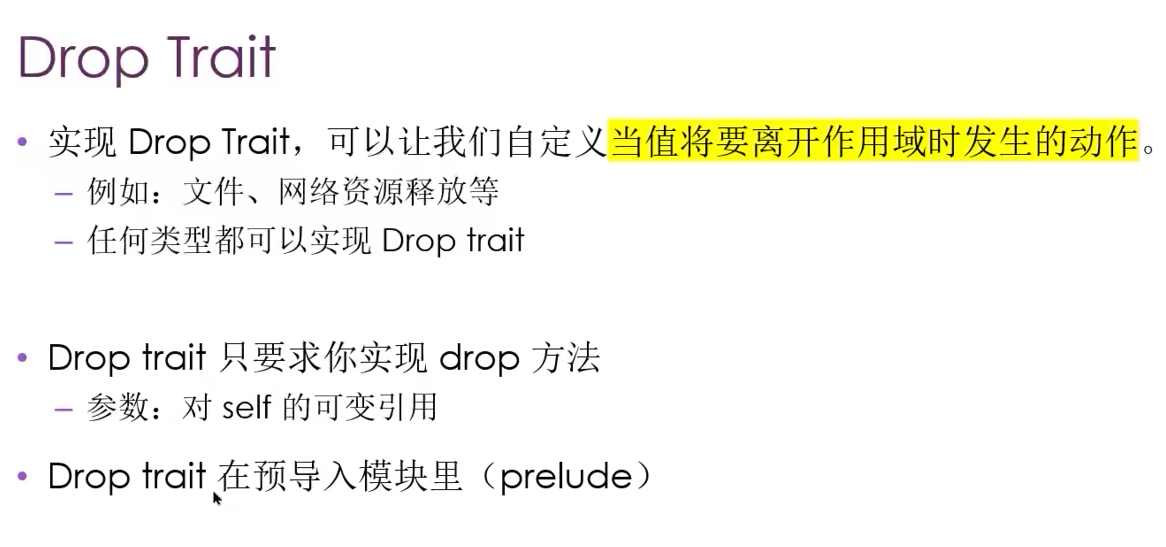 Drop Trait
• 实现 Drop Trait，可以让我们自定义当值将要离开作用域时发生的动作。
– 例如：文件、网络资源释放等
– 任何类型都可以实现 Drop trait
• Drop trait 只要求你实现 drop 方法
– 参数：对 self 的可变引用
• Drop trait 在预导入模块里（prelude）